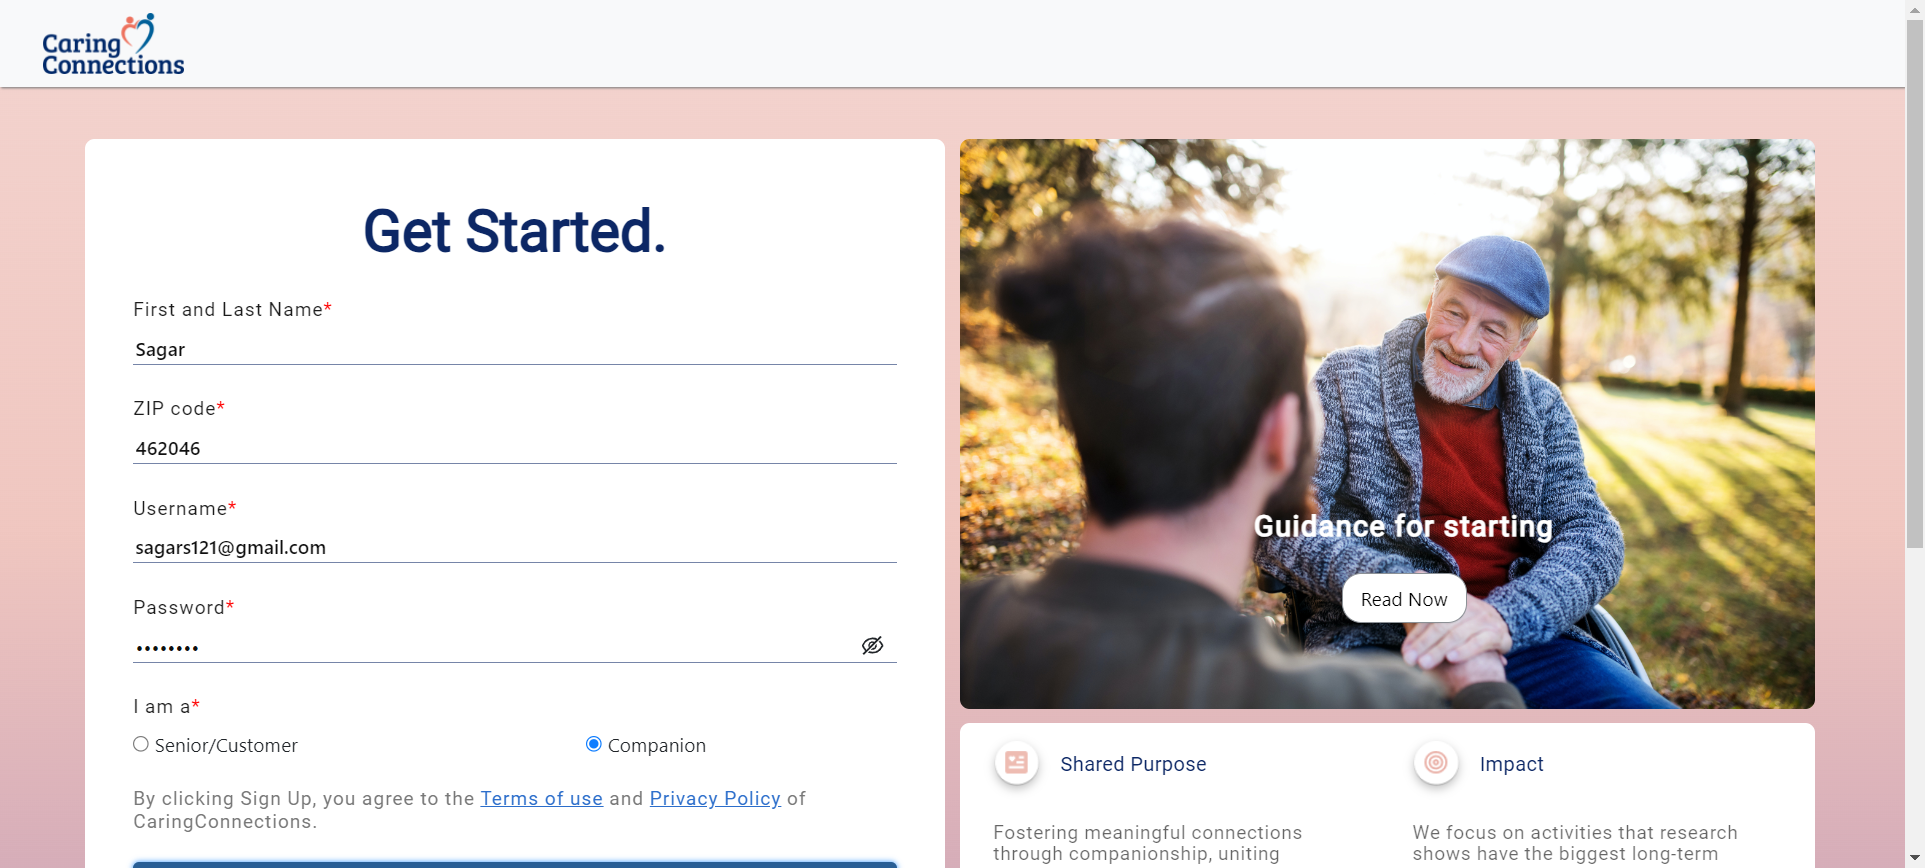 Caring
Connections
Get Started.
First and Last Name*
Sagar
ZIP code*
462046
Username*
sagars121@gmail.com
Password*
••••••••
I am a*
Senior/Customer
Companion
By clicking Sign Up, you agree to the Terms of use and Privacy Policy of
CaringConnections.
Guidance for starting
Read Now
Shared Purpose
Fostering meaningful connections
through companionship, uniting
Impact
We focus on activities that research
shows have the biggest long-term